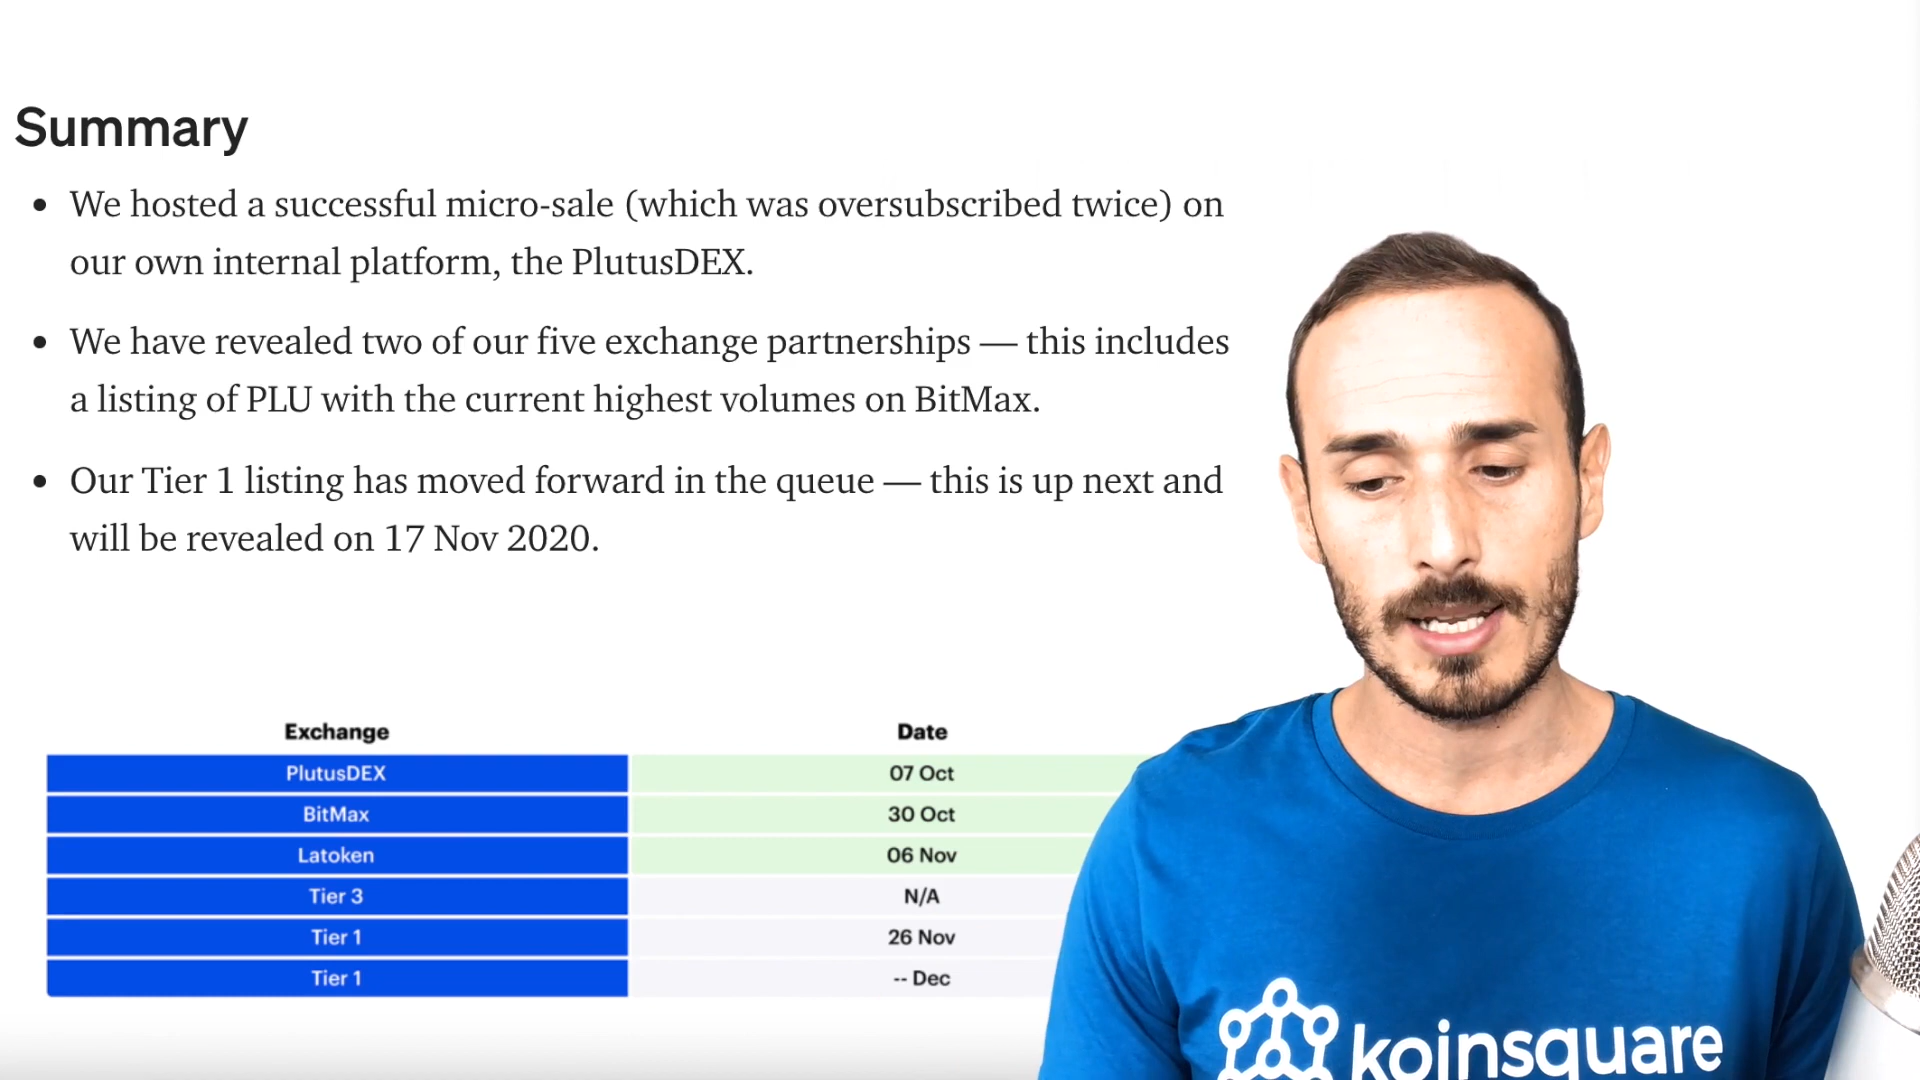 Summary
• We hosted a successful micro-sale (which was oversubscribed twice) on
our own internal platform, the PlutusDEX.
• We have revealed two of our five exchange partnerships — this includes
a listing of PLU with the current highest volumes on BitMax.
• Our Tier 1 listing has moved forward in the queue — this is up next and
will be revealed on 17 Nov 2020.
Exchange Date
PlutusDEX 07 Oct
BitMax 30 Oct
Latoken 06 Nov
Tier 3 N/A
Tier 1 26 Nov
Tier 1 -- Dec
koinsquare